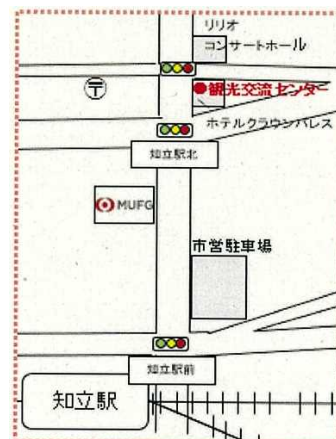 リリオ
コンサートホール
〒
観光交流センター
ホテルクラウンパレス
知立駅北
MUFG
市営駐車場
知立駅前
知立駅